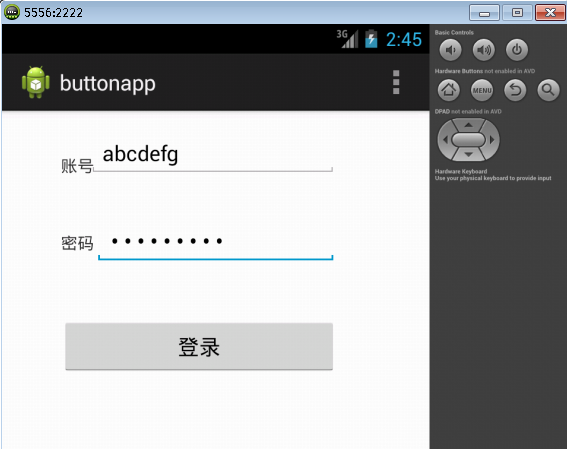 5556:2222
3G
2:45
buttonapp
账号
abcdefg
密码
•••••••••
登录
Basic Controls
Hardware Buttons not enabled in AVD
MENU
DPAD not enabled in AVD
Hardware Keyboard
Use your physical keyboard to provide input